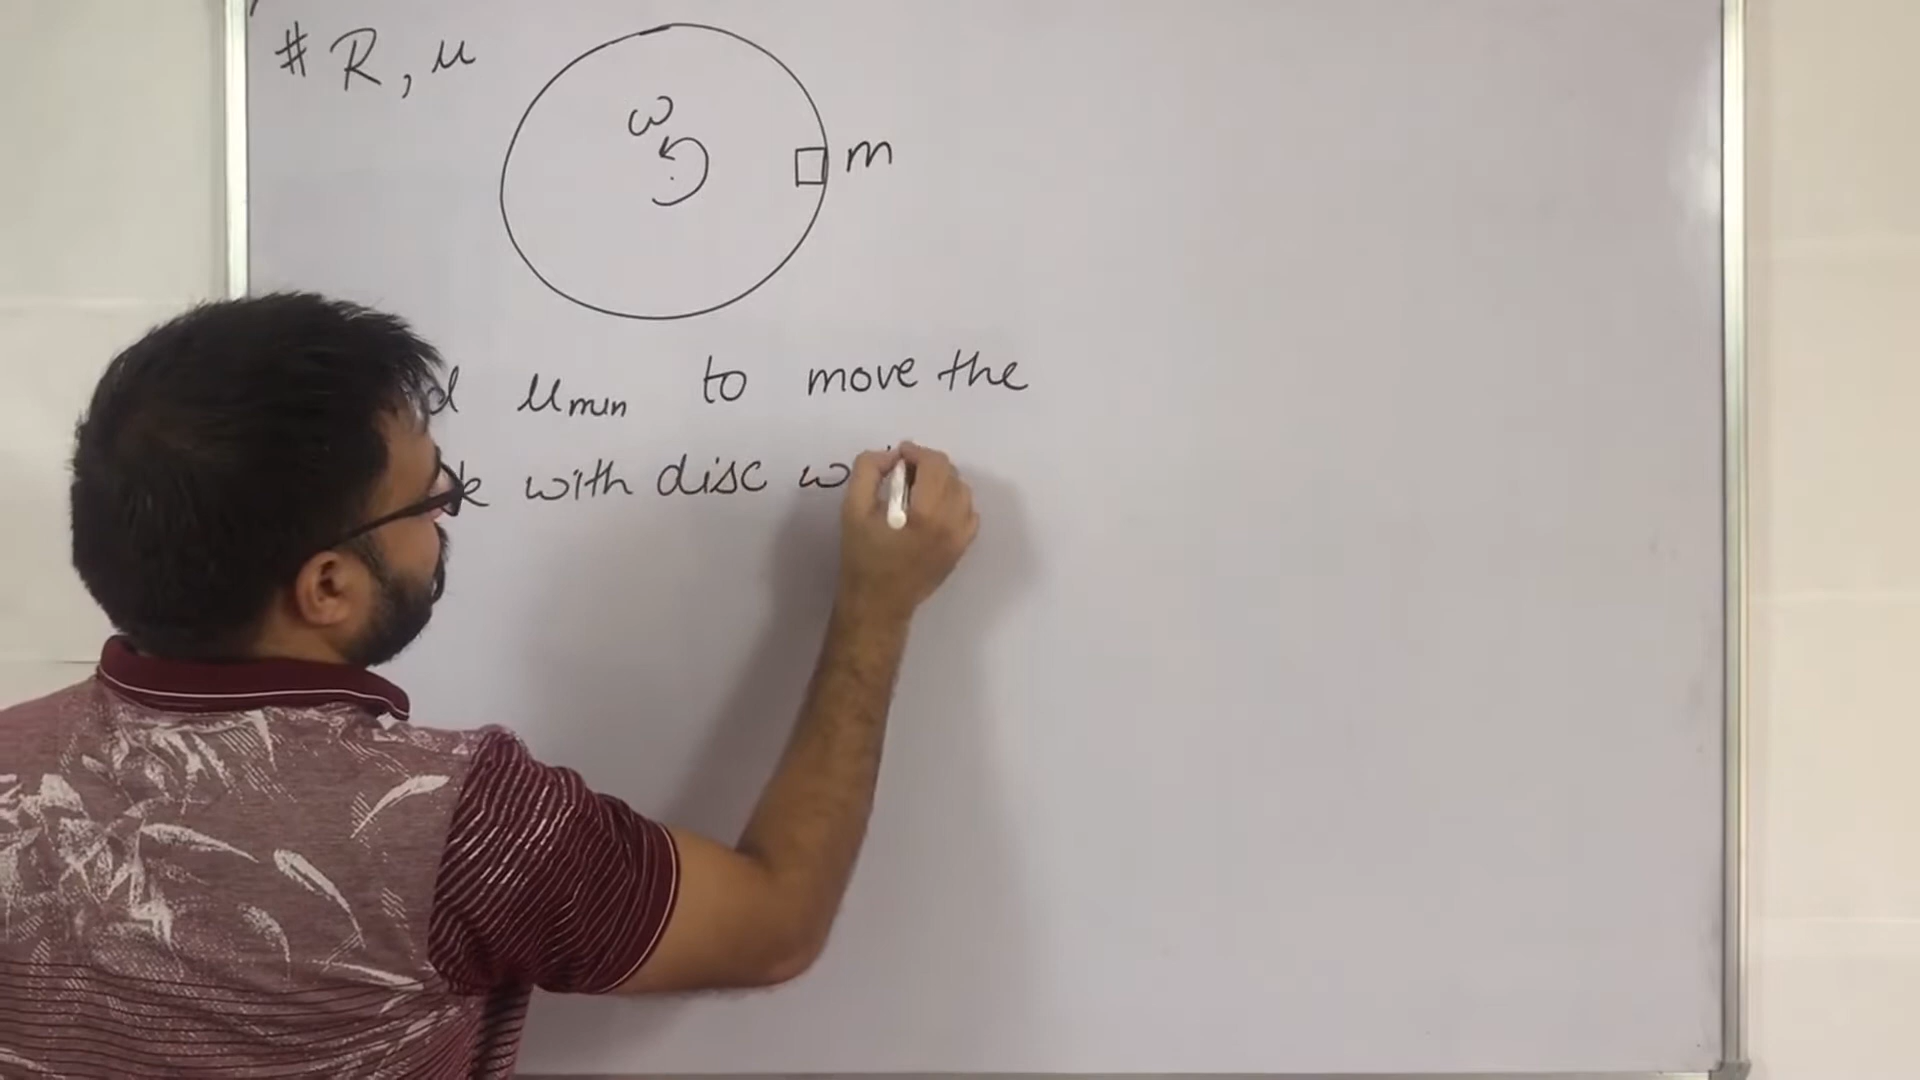 # R, μ
ω
m
μmin to move the
with disc